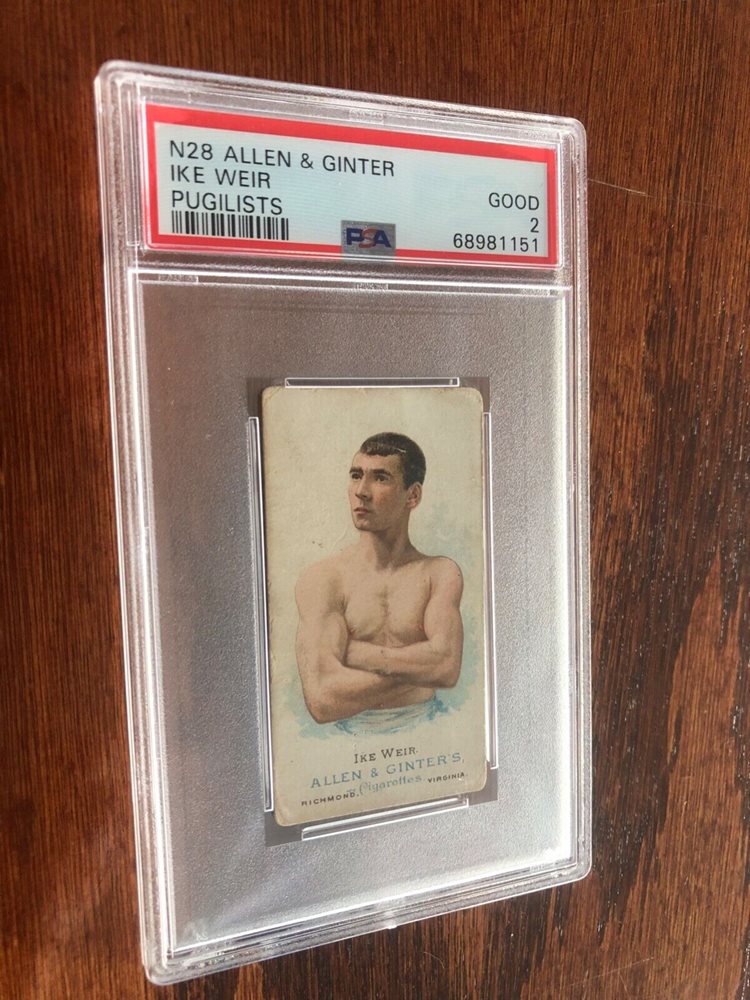 N28 ALLEN & GINTER
IKE WEIR
PUGILISTS
GOOD
2
68981151
PSA
IKE WEIR.
ALLEN & GINTER'S
Cigarettes
RICHMOND, VIRGINIA.